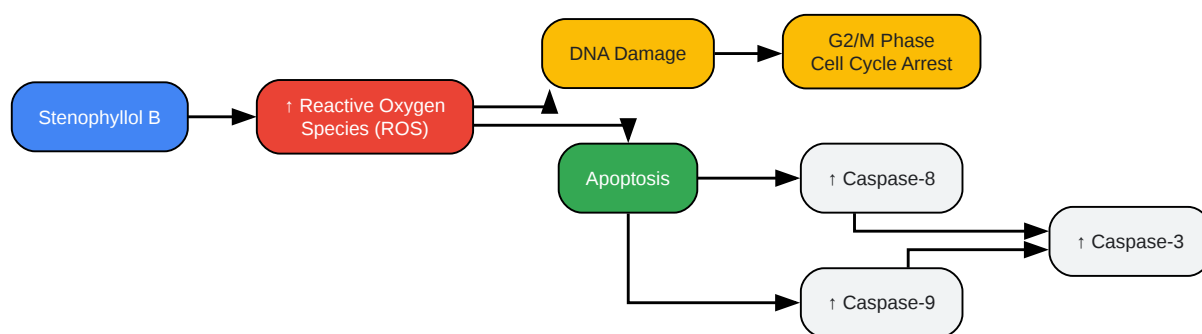 Stenophyllol B
↑ Reactive Oxygen
Species (ROS)
DNA Damage
G2/M Phase
Cell Cycle Arrest
Apoptosis
↑ Caspase-8
↑ Caspase-9
↑ Caspase-3